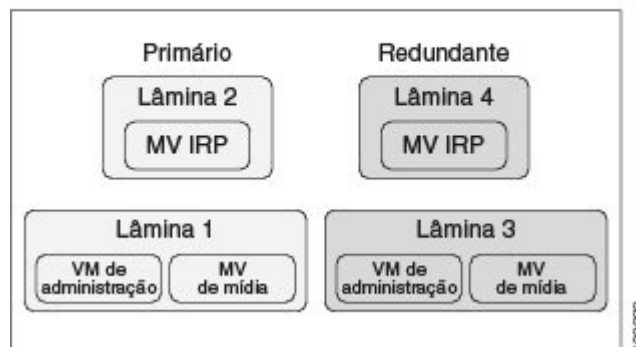 Primário
Redundante
Lâmina 2
Lâmina 4
MV IRP
MV IRP
Lâmina 1
Lâmina 3
VM de
administração
MV
de mídia
VM de
administração
MV
de mídia